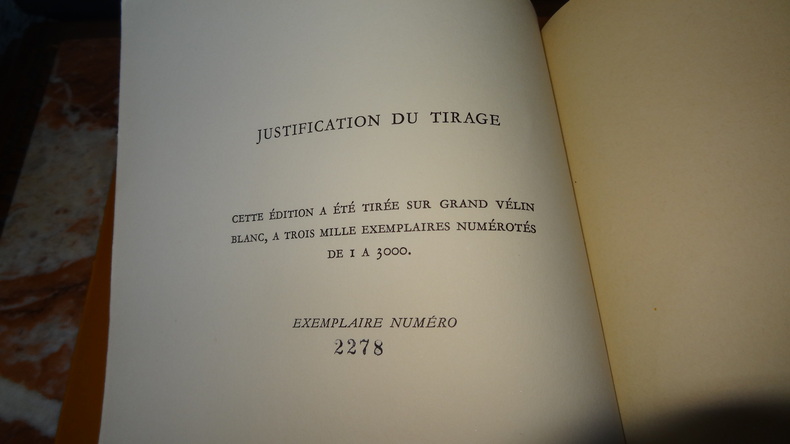 JUSTIFICATION DU TIRAGE
CETTE ÉDITION A ÉTÉ TIRÉE SUR GRAND VÉLIN
BLANC, A TROIS MILLE EXEMPLAIRES NUMÉROTÉS
DE 1 A 3000.
EXEMPLAIRE NUMÉRO
2278